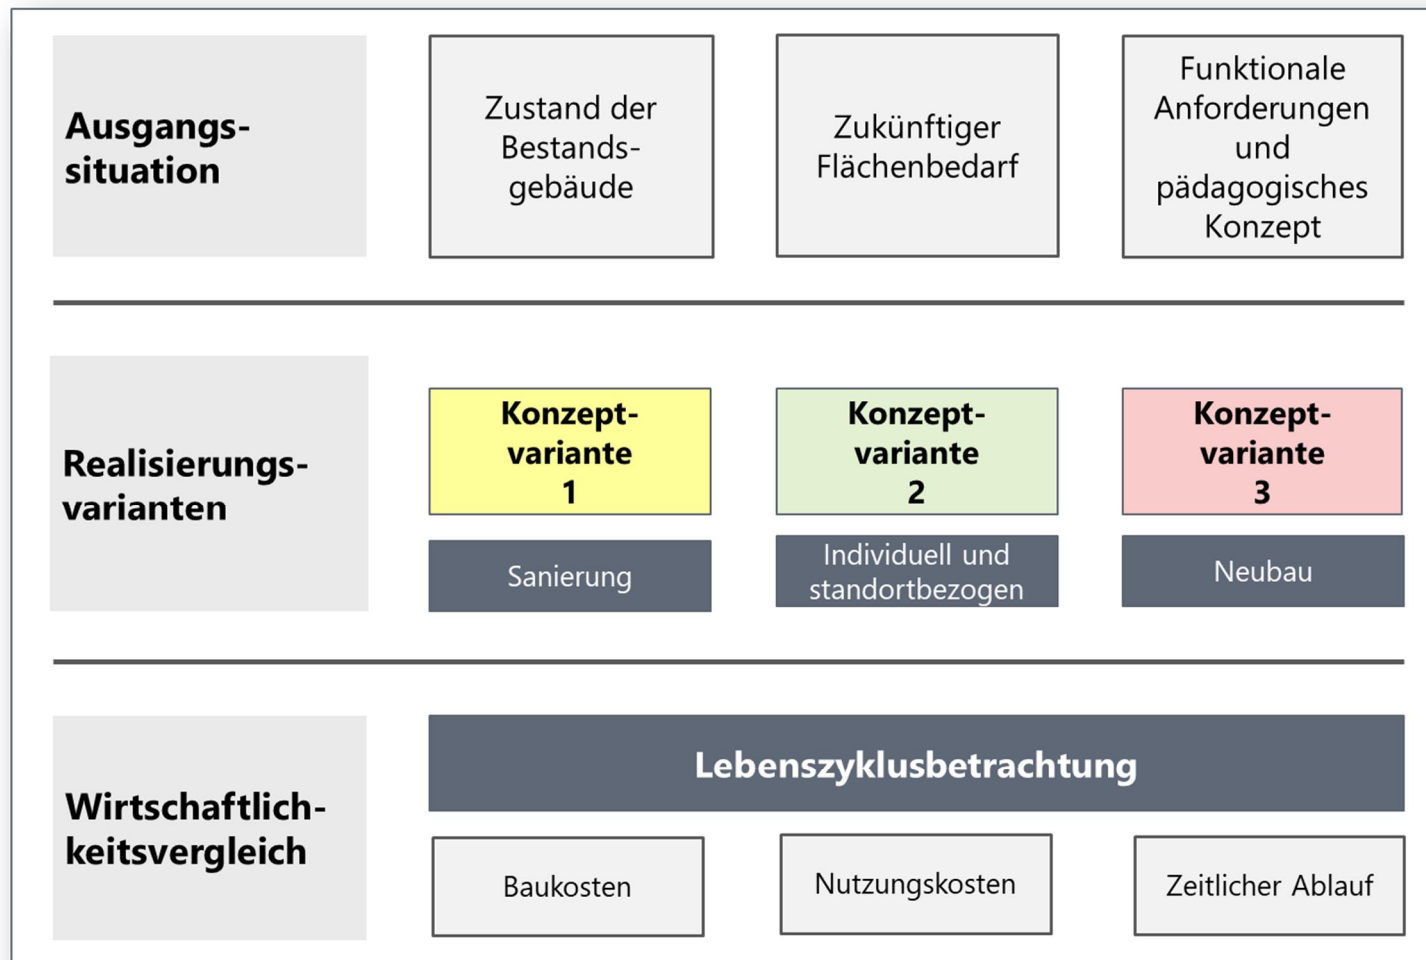 Ausgangs-
situation
Zustand der
Bestands-
gebäude
Zukünftiger
Flächenbedarf
Funktionale
Anforderungen
und
pädagogisches
Konzept
Realisierungs-
varianten
Konzept-
variante
1
Sanierung
Konzept-
variante
2
Individuell und
standortbezogen
Konzept-
variante
3
Neubau
Wirtschaftlich-
keitsvergleich
Lebenszyklusbetrachtung
Baukosten
Nutzungskosten
Zeitlicher Ablauf